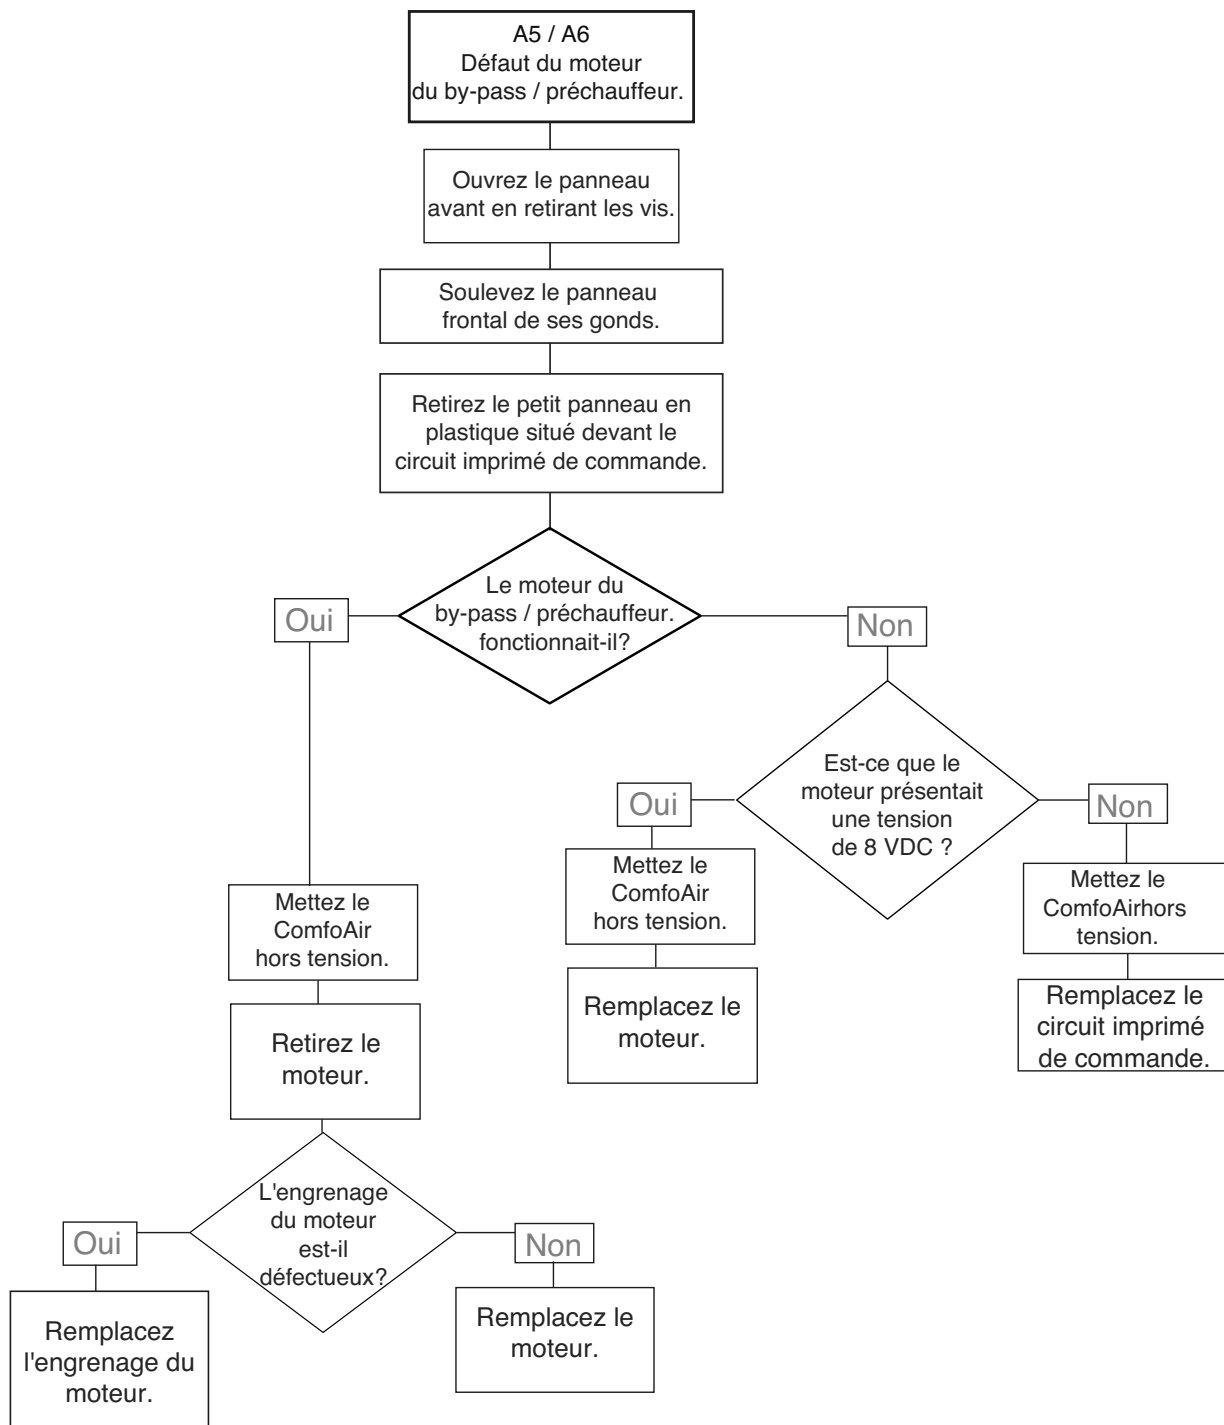 A5 / A6
Défaut du moteur
du by-pass / préchauffeur.
Ouvrez le panneau
avant en retirant les vis.
Soulevez le panneau
frontal de ses gonds.
Retirez le petit panneau en
plastique situé devant le
circuit imprimé de commande.
Le moteur du
by-pass / préchauffeur.
fonctionnait-il?
Oui
Non
Est-ce que le
moteur présentait
une tension
de 8 VDC ?
Oui
Non
Mettez le
ComfoAir
hors tension.
Mettez le
ComfoAirhors
tension.
Mettez le
ComfoAir
hors tension.
Remplacez le
moteur.
Remplacez le
circuit imprimé
de commande.
Retirez le
moteur.
L'engrenage
du moteur
est-il
défectueux?
Oui
Non
Remplacez
l'engrenage du
moteur.
Remplacez le
moteur.